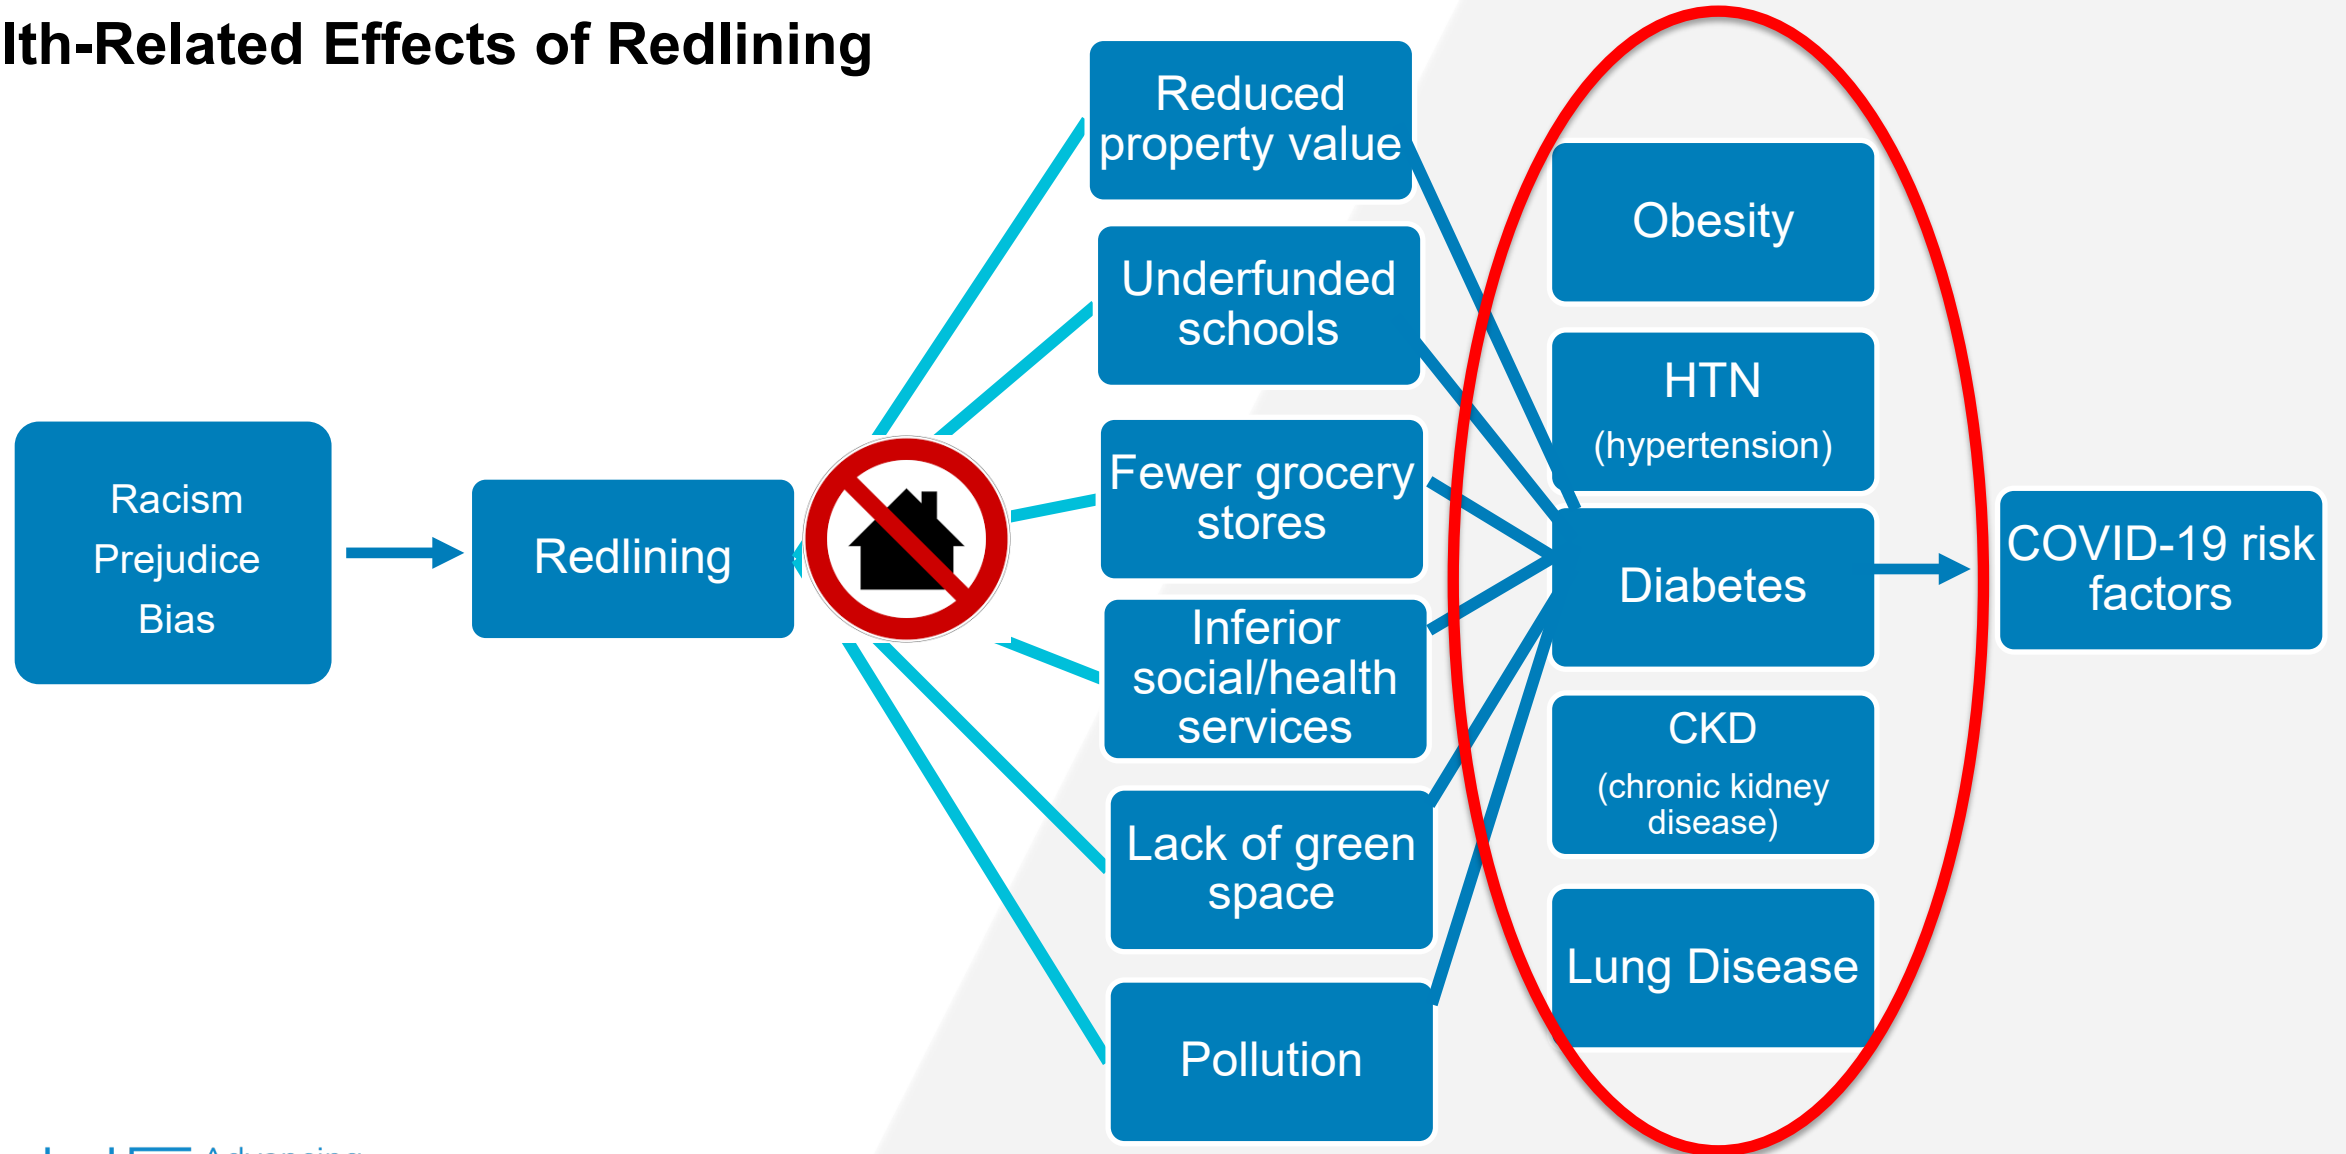 lth-Related Effects of Redlining
Racism
Prejudice
Bias
Redlining
Reduced
property value
Underfunded
schools
Fewer grocery
stores
Inferior
social/health
services
Lack of green
space
Pollution
Obesity
HTN
(hypertension)
Diabetes
CKD
(chronic kidney
disease)
Lung Disease
COVID-19 risk
factors
Advancing